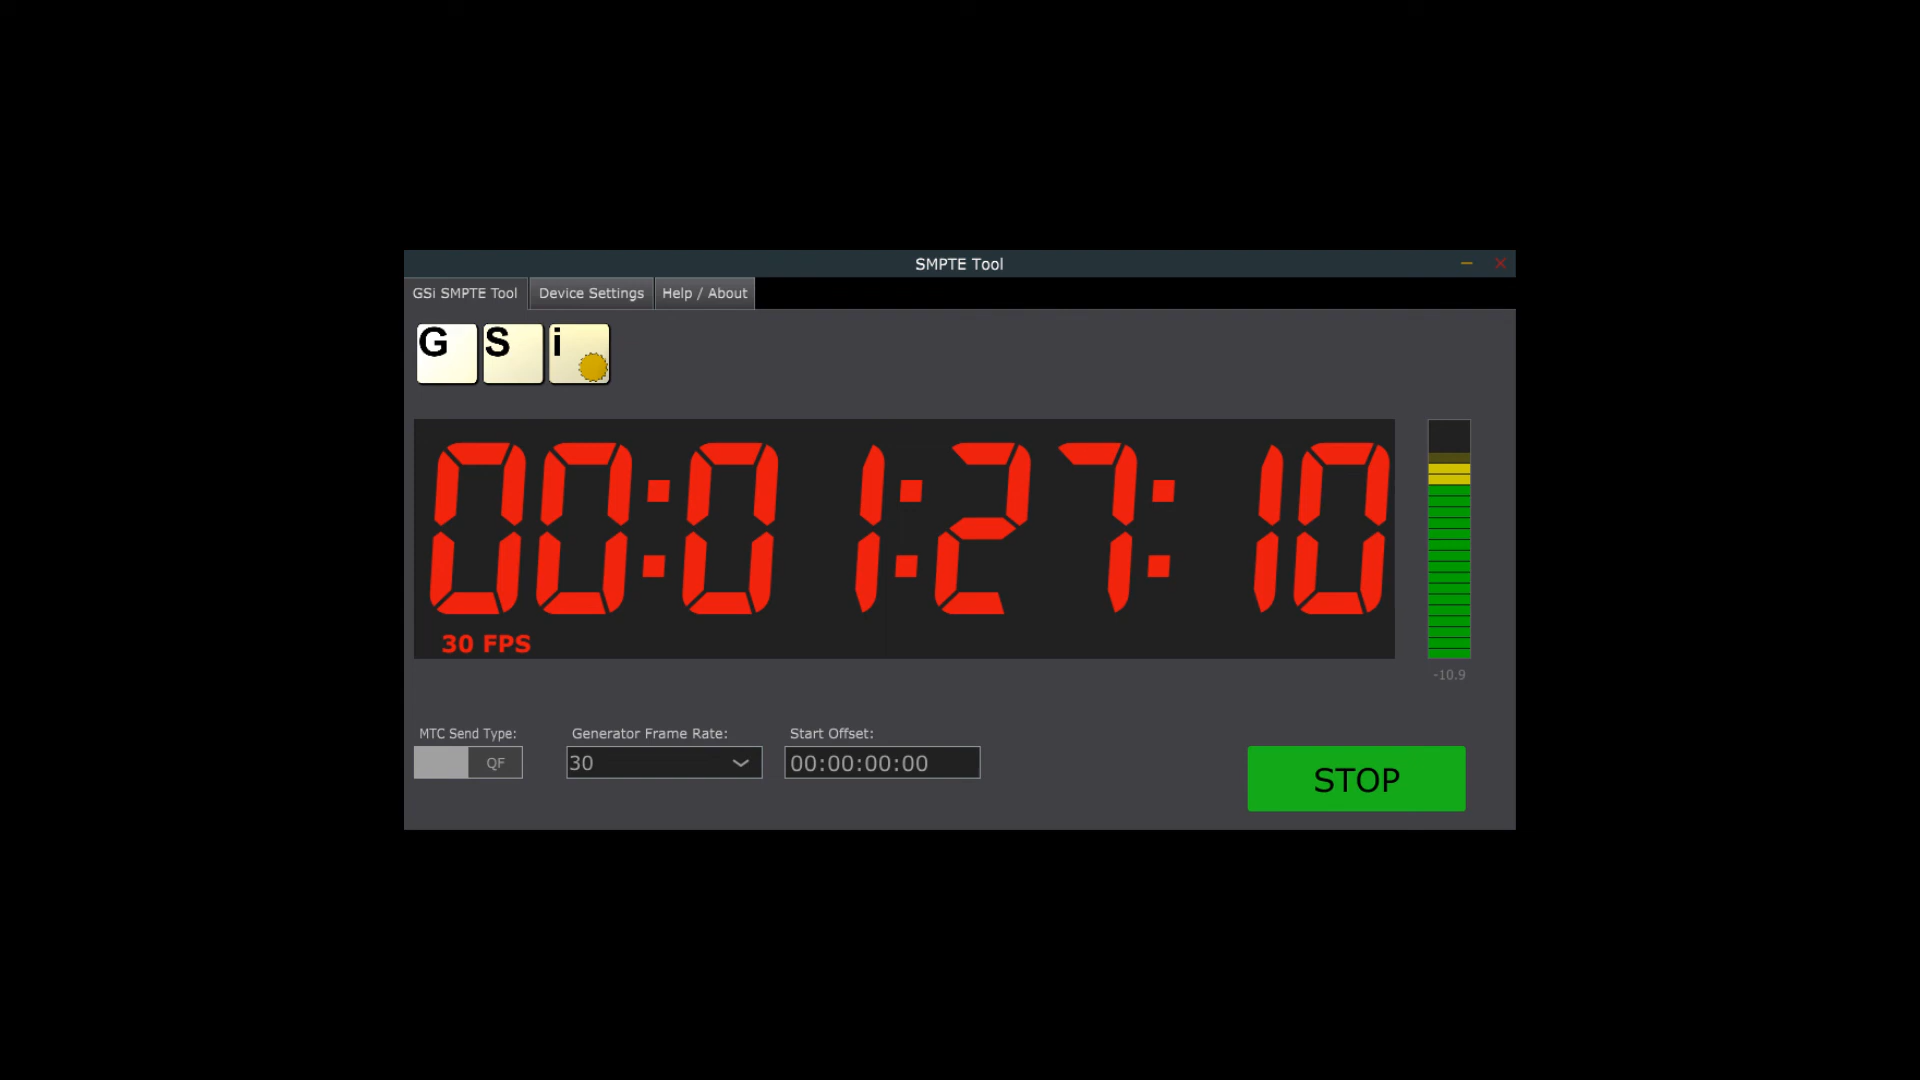 SMPTE Tool
GSi SMPTE Tool Device Settings Help / About
G S i
00:01:27:10
30 FPS
-10.9
MTC Send Type: Generator Frame Rate: Start Offset:
QF 30 00:00:00:00
STOP